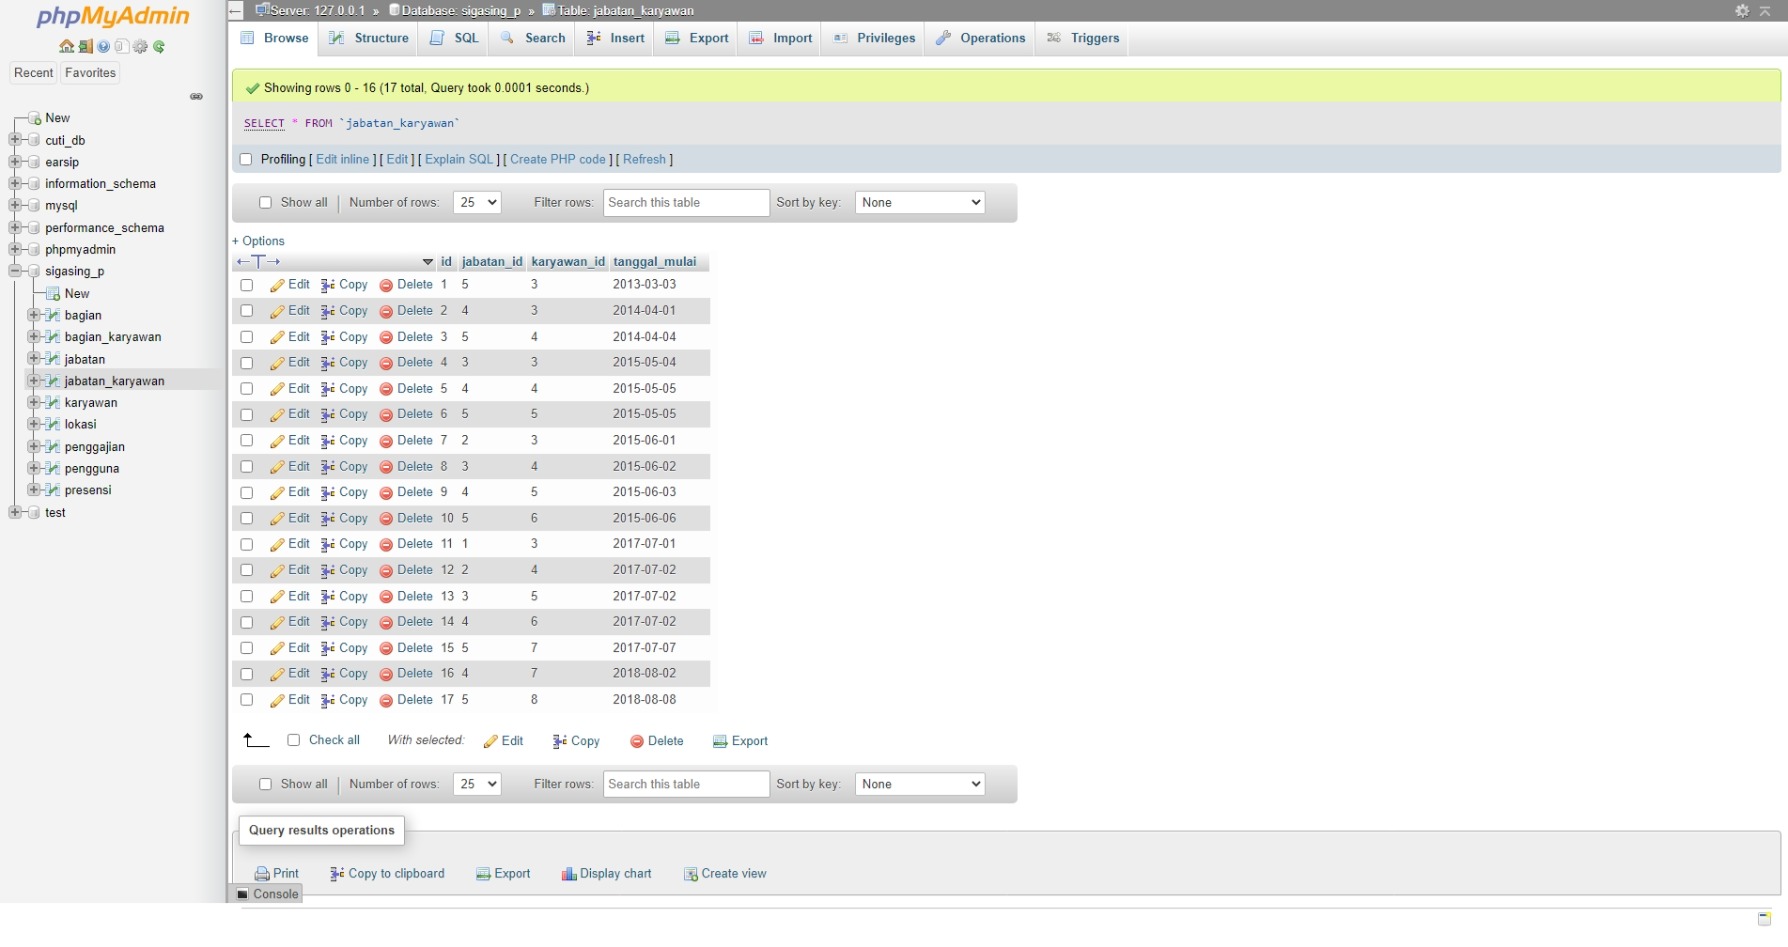 phpMyAdmin
Recent Favorites
New
cuti_db
earsip
information_schema
mysql
performance_schema
phpmyadmin
sigasing_p
New
bagian
bagian_karyawan
jabatan
jabatan_karyawan
karyawan
lokasi
penggajian
pengguna
presensi
test
Server: 127.0.0.1 » Database: sigasing_p » Table: jabatan_karyawan
Browse Structure SQL Search Insert Export Import Privileges Operations Triggers
Showing rows 0 - 16 (17 total, Query took 0.0001 seconds.)
SELECT * FROM `jabatan_karyawan`
Profiling [ Edit inline ] [ Edit ] [ Explain SQL ] [ Create PHP code ] [ Refresh ]
Show all | Number of rows: 25 Filter rows: Search this table Sort by key: None
+ Options
←T→ id jabatan_id karyawan_id tanggal_mulai
Edit Copy Delete 1 5 3 2013-03-03
Edit Copy Delete 2 4 3 2014-04-01
Edit Copy Delete 3 5 4 2014-04-04
Edit Copy Delete 4 3 3 2015-05-04
Edit Copy Delete 5 4 4 2015-05-05
Edit Copy Delete 6 5 5 2015-05-05
Edit Copy Delete 7 2 3 2015-06-01
Edit Copy Delete 8 3 4 2015-06-02
Edit Copy Delete 9 4 5 2015-06-03
Edit Copy Delete 10 5 6 2015-06-06
Edit Copy Delete 11 1 3 2017-07-01
Edit Copy Delete 12 2 4 2017-07-02
Edit Copy Delete 13 3 5 2017-07-02
Edit Copy Delete 14 4 6 2017-07-02
Edit Copy Delete 15 5 7 2017-07-07
Edit Copy Delete 16 4 7 2018-08-02
Edit Copy Delete 17 5 8 2018-08-08
Check all With selected: Edit Copy Delete Export
Show all | Number of rows: 25 Filter rows: Search this table Sort by key: None
Query results operations
Print Copy to clipboard Export Display chart Create view
Console